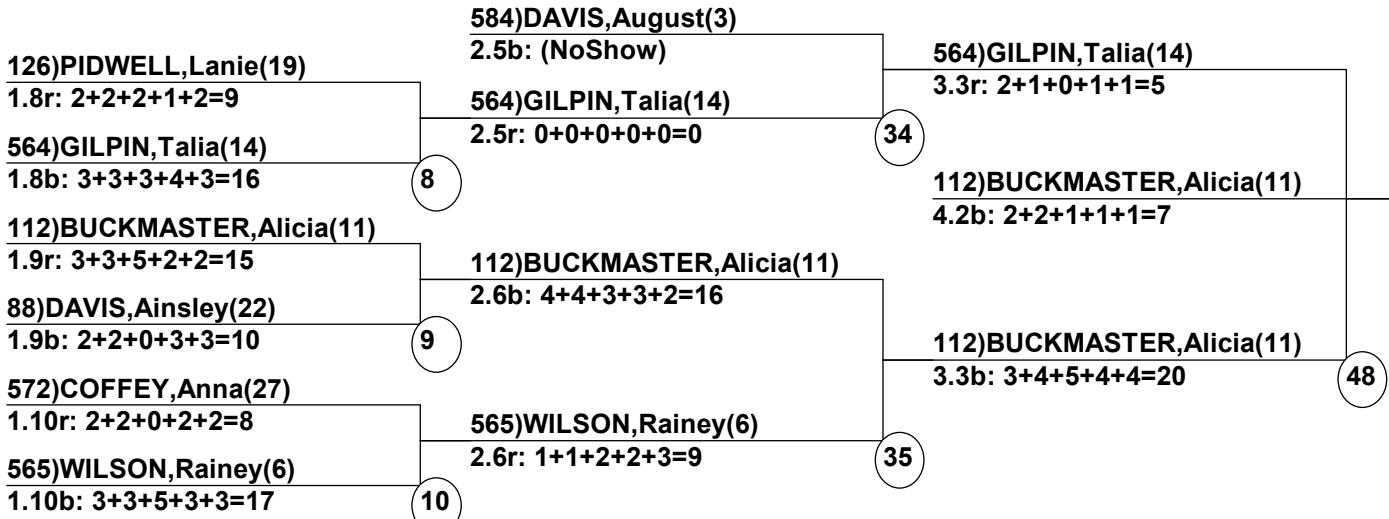 584)DAVIS,August(3)
2.5b: (NoShow)
126)PIDWELL,Lanie(19)
1.8r: 2+2+2+1+2=9
564)GILPIN,Talia(14)
2.5r: 0+0+0+0+0=0
34
564)GILPIN,Talia(14)
3.3r: 2+1+0+1+1=5
564)GILPIN,Talia(14)
1.8b: 3+3+3+4+3=16
8
112)BUCKMASTER,Alicia(11)
4.2b: 2+2+1+1+1=7
112)BUCKMASTER,Alicia(11)
1.9r: 3+3+5+2+2=15
112)BUCKMASTER,Alicia(11)
2.6b: 4+4+3+3+2=16
88)DAVIS,Ainsley(22)
1.9b: 2+2+0+3+3=10
9
112)BUCKMASTER,Alicia(11)
3.3b: 3+4+5+4+4=20
48
572)COFFEY,Anna(27)
1.10r: 2+2+0+2+2=8
565)WILSON,Rainey(6)
2.6r: 1+1+2+2+3=9
35
565)WILSON,Rainey(6)
1.10b: 3+3+5+3+3=17
10